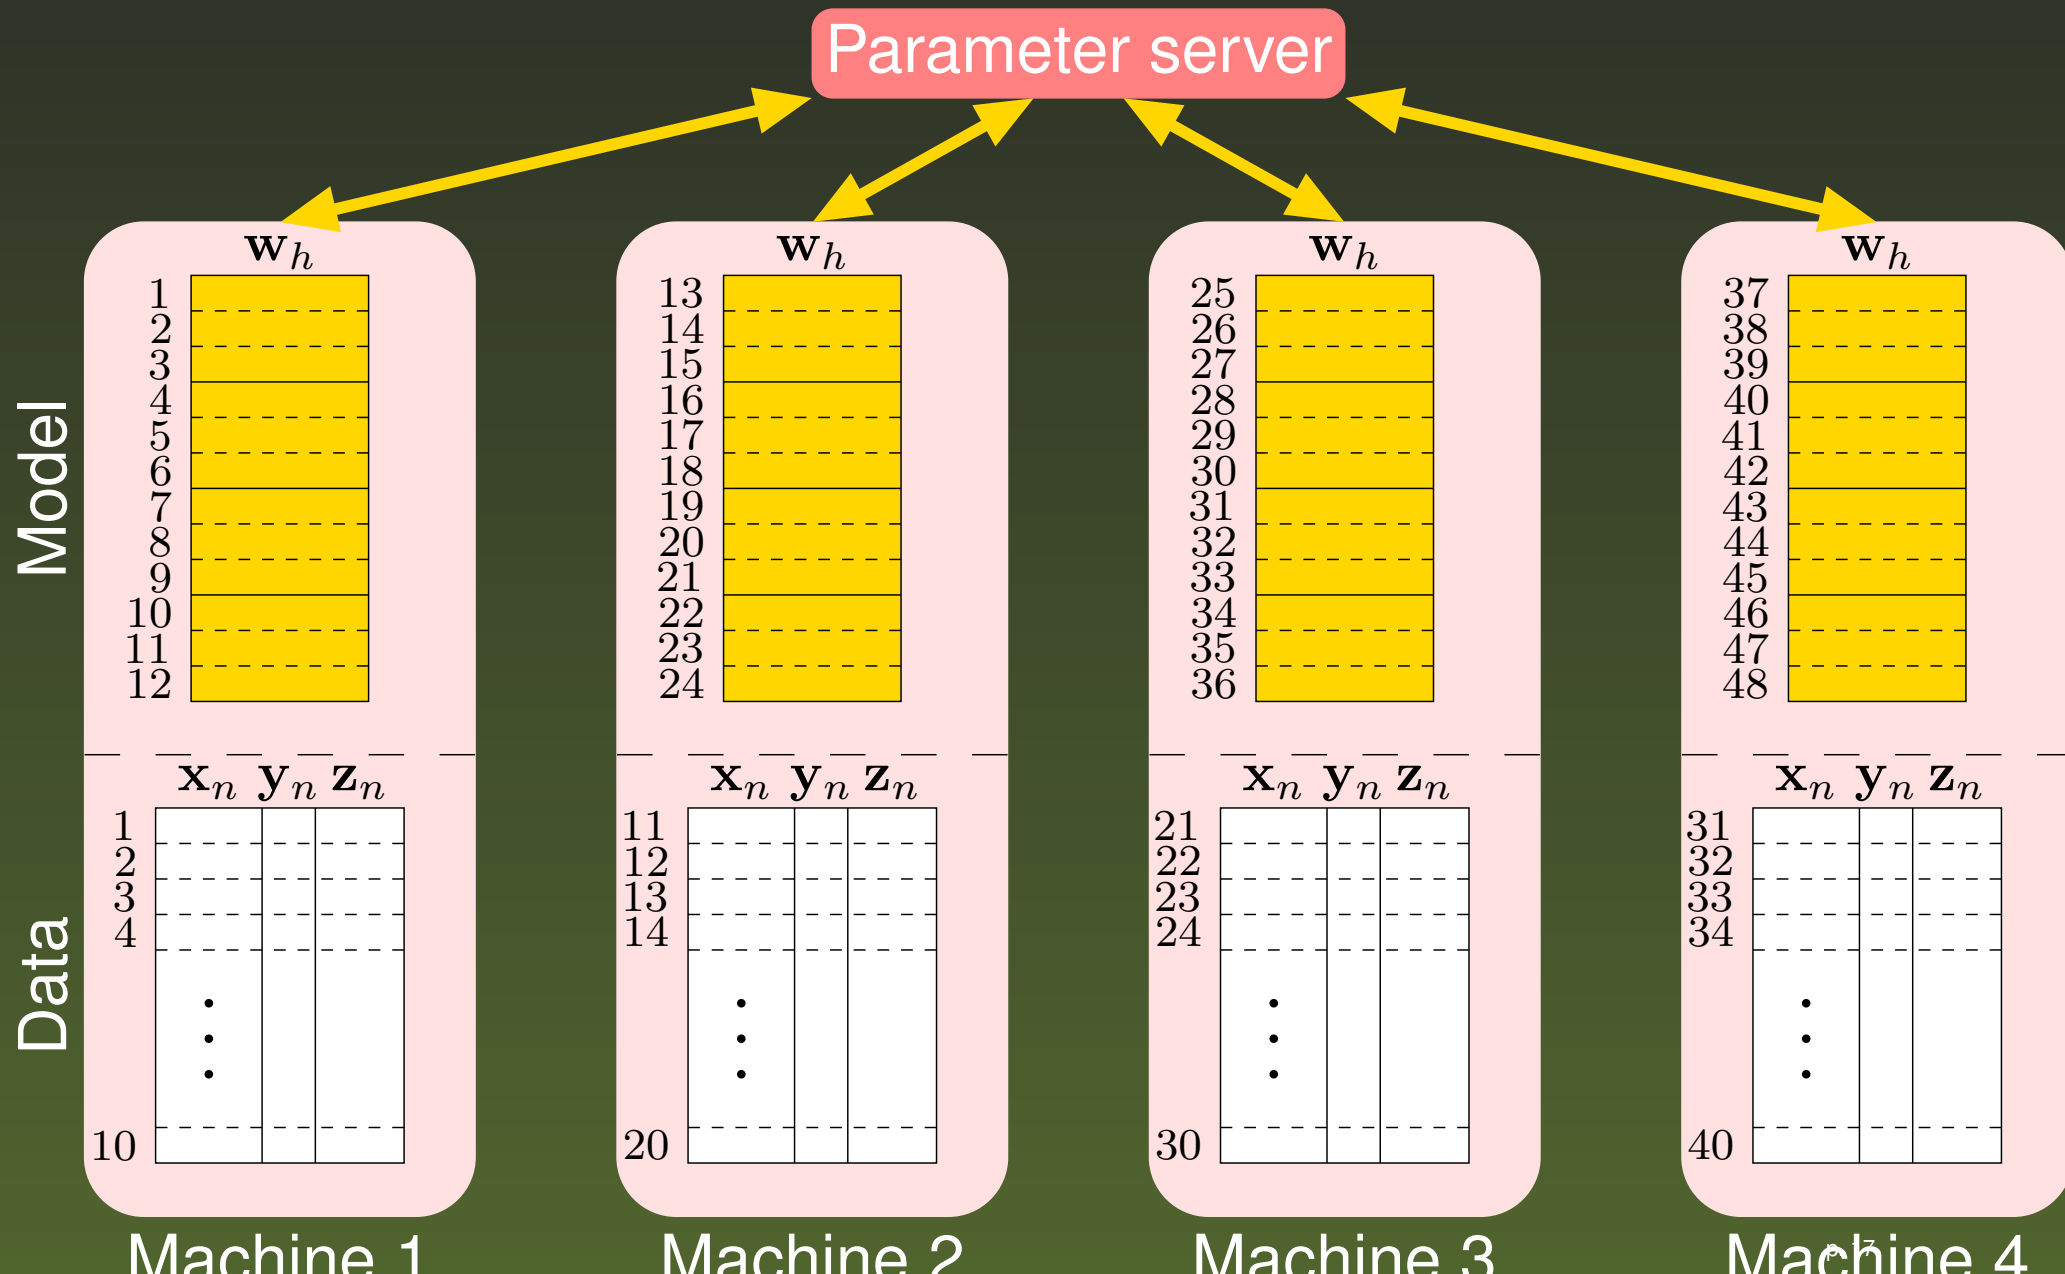 Parameter server
w_h w_h w_h w_h
1 13 25 37
2 14 26 38
3 15 27 39
4 16 28 40
5 17 29 41
6 18 30 42
7 19 31 43
8 20 32 44
9 21 33 45
10 22 34 46
11 23 35 47
12 24 36 48
Model
x_n y_n z_n x_n y_n z_n x_n y_n z_n x_n y_n z_n
1 11 21 31
2 12 22 32
3 13 23 33
4 14 24 34
10 20 30 40
Data
Machine 1 Machine 2 Machine 3 Machine 4
p. 17